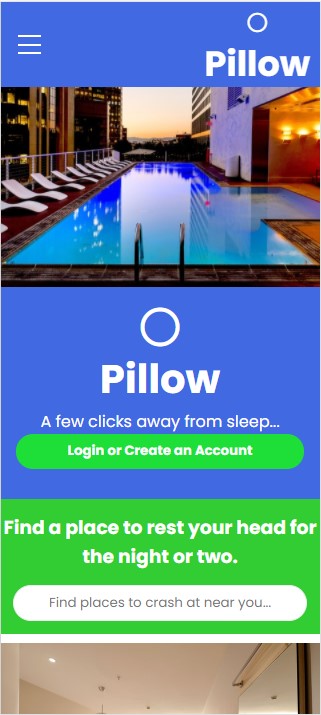 Pillow
Pillow
A few clicks away from sleep...
Login or Create an Account
Find a place to rest your head for
the night or two.
Find places to crash at near you...